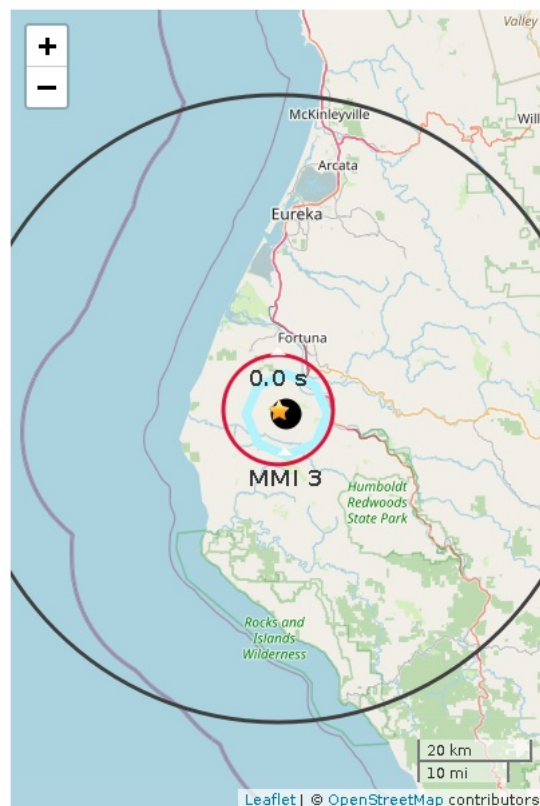 +
Valley
−
McKinleyville
Will
Arcata
Eureka
Fortuna
0.0 s
MMI 3
Humboldt
Redwoods
State Park
Rocks and
Islands
Wilderness
20 km
10 mi
Leaflet | © OpenStreetMap contributors